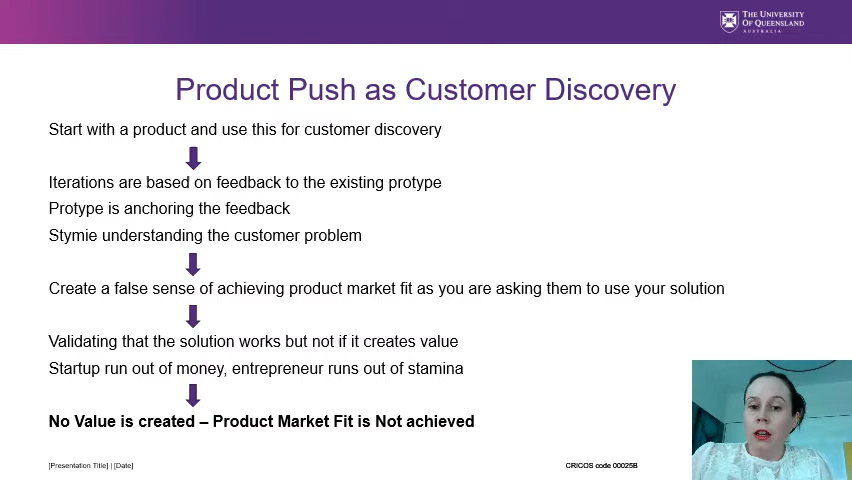 THE UNIVERSITY
OF QUEENSLAND
AUSTRALIA
Product Push as Customer Discovery
Start with a product and use this for customer discovery
Iterations are based on feedback to the existing protype
Protype is anchoring the feedback
Stymie understanding the customer problem
Create a false sense of achieving product market fit as you are asking them to use your solution
Validating that the solution works but not if it creates value
Startup run out of money, entrepreneur runs out of stamina
No Value is created – Product Market Fit is Not achieved
[Presentation Title] | [Date]
CRICOS code 00025B